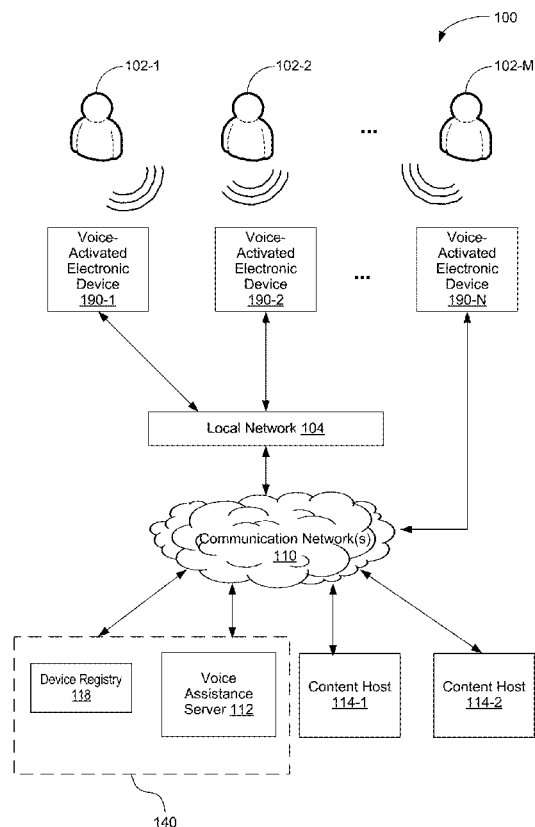 100
102-1
102-2
102-M
...
Voice-
Activated
Electronic
Device
190-1
Voice-
Activated
Electronic
Device
190-2
...
Voice-
Activated
Electronic
Device
190-N
Local Network 104
Communication Network(s)
110
Device Registry
118
Voice
Assistance
Server 112
Content Host
114-1
Content Host
114-2
140